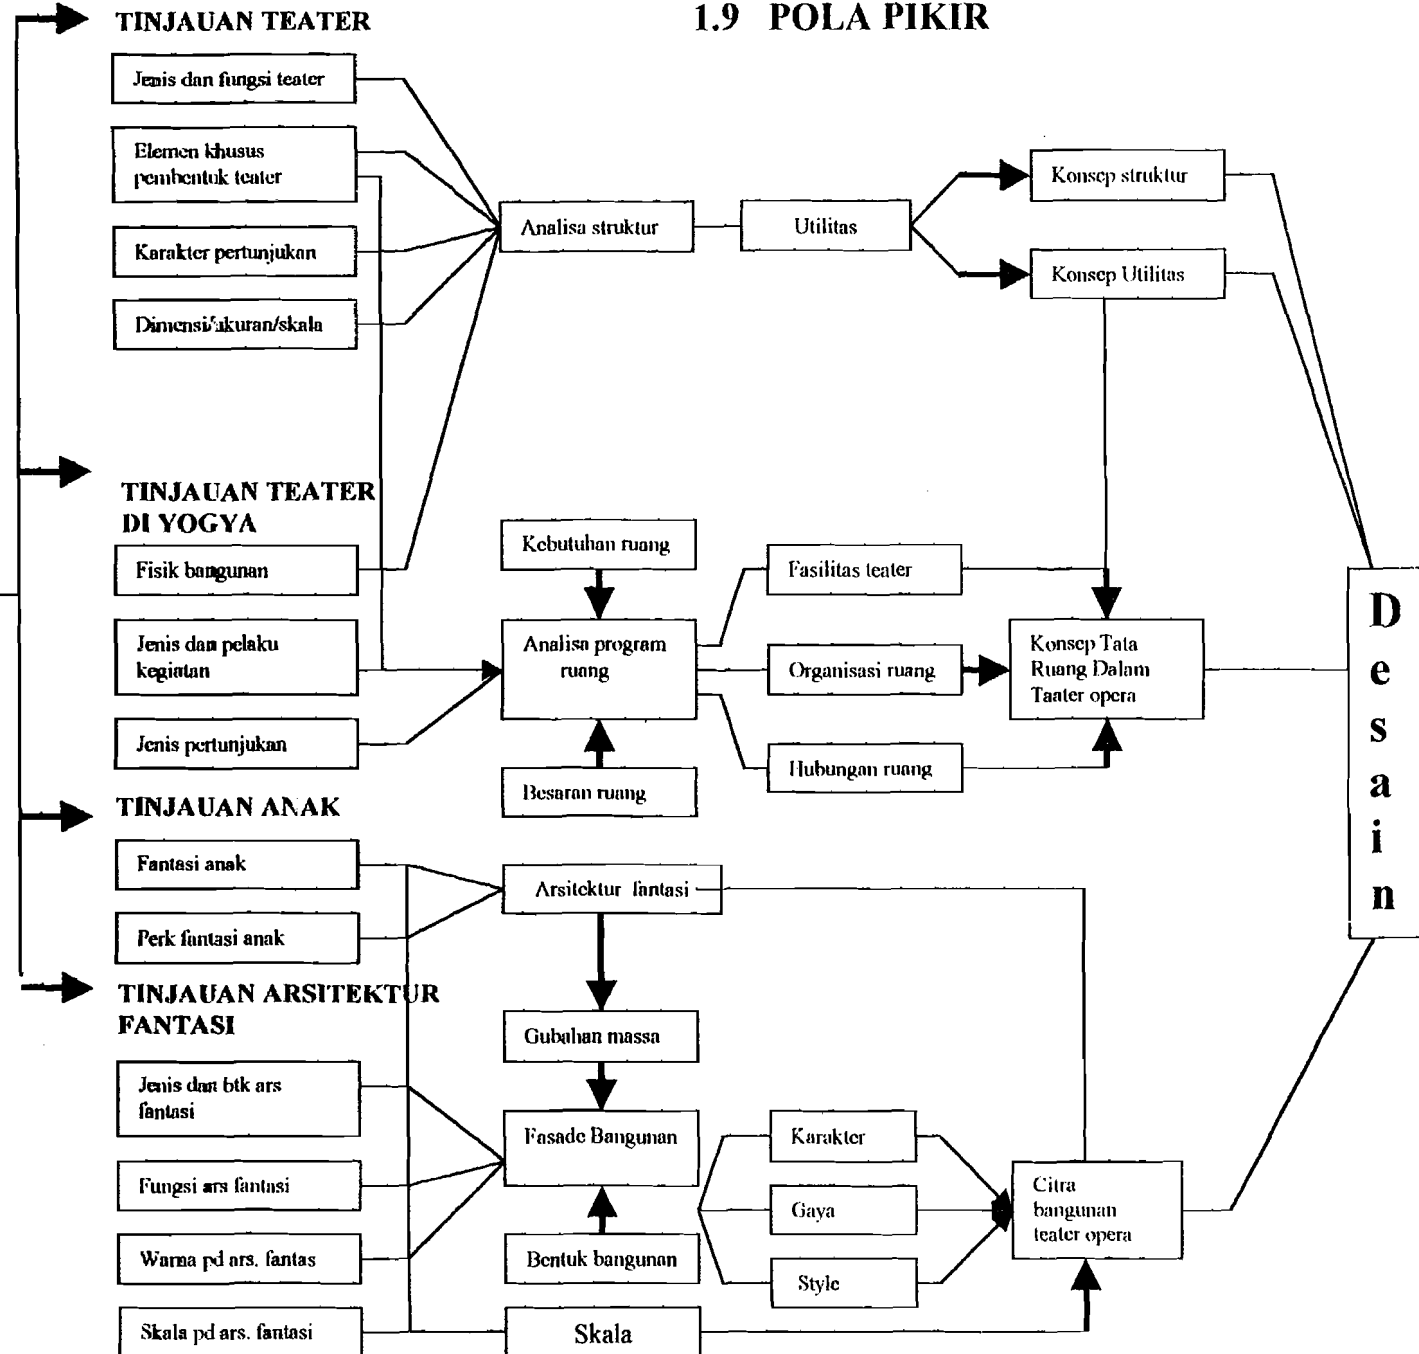 1.9 POLA PIKIR
TINJAUAN TEATER
Jenis dan fungsi teater
Elemen khusus
pembentuk teater
Karakter pertunjukan
Dimensi/ukuran/skala
Analisa struktur
Utilitas
Konsep struktur
Konsep Utilitas
TINJAUAN TEATER
DI YOGYA
Fisik bangunan
Jenis dan pelaku
kegiatan
Jenis pertunjukan
Kebutuhan ruang
Analisa program
ruang
Besaran ruang
Fasilitas teater
Organisasi ruang
Hubungan ruang
Konsep Tata
Ruang Dalam
Taater opera
Desain
TINJAUAN ANAK
Fantasi anak
Perk fantasi anak
Arsitektur fantasi
TINJAUAN ARSITEKTUR
FANTASI
Jenis dan btk ars
fantasi
Fungsi ars fantasi
Warna pd ars. fantas
Skala pd ars. fantasi
Gubahan massa
Fasade Bangunan
Bentuk bangunan
Skala
Karakter
Gaya
Style
Citra
bangunan
teater opera